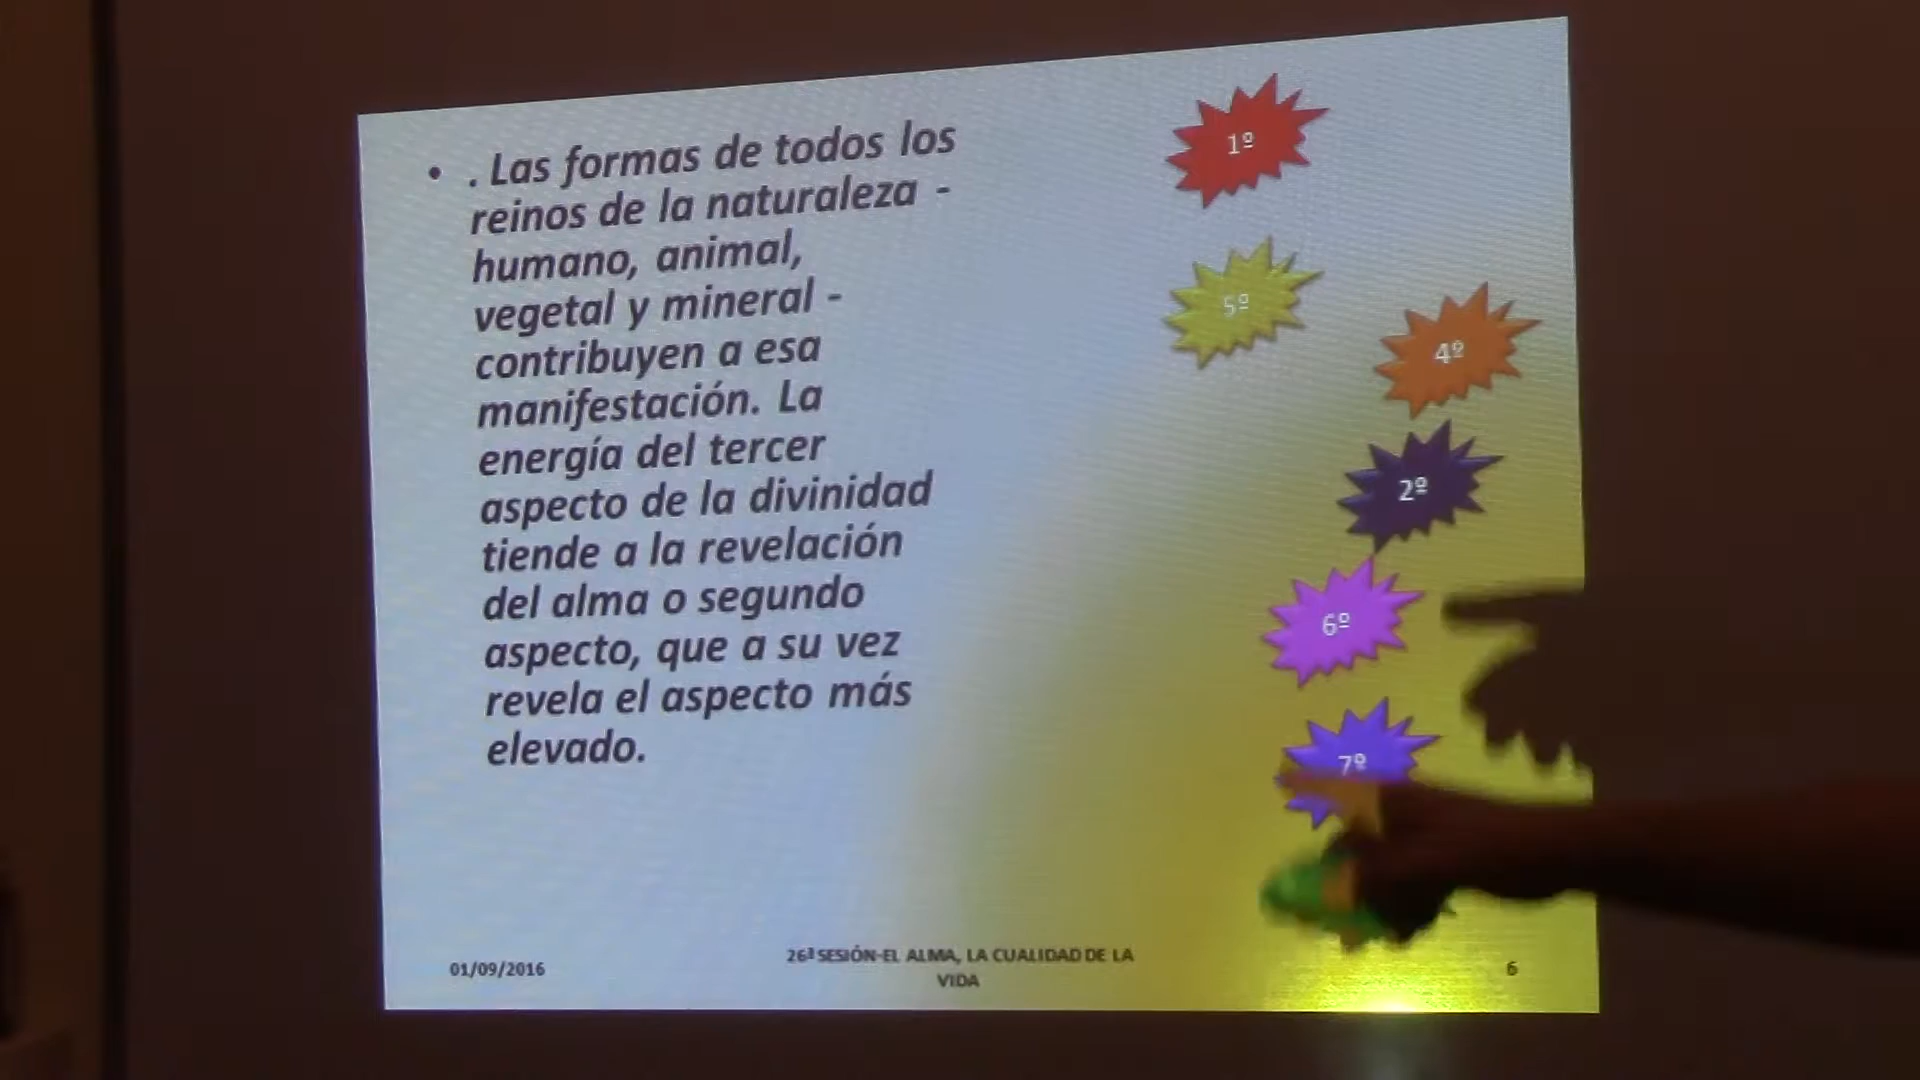 • . Las formas de todos los
reinos de la naturaleza -
humano, animal,
vegetal y mineral -
contribuyen a esa
manifestación. La
energía del tercer
aspecto de la divinidad
tiende a la revelación
del alma o segundo
aspecto, que a su vez
revela el aspecto más
elevado.
1º
5º
4º
2º
6º
7º
01/09/2016
26ª SESIÓN-EL ALMA, LA CUALIDAD DE LA
VIDA
6